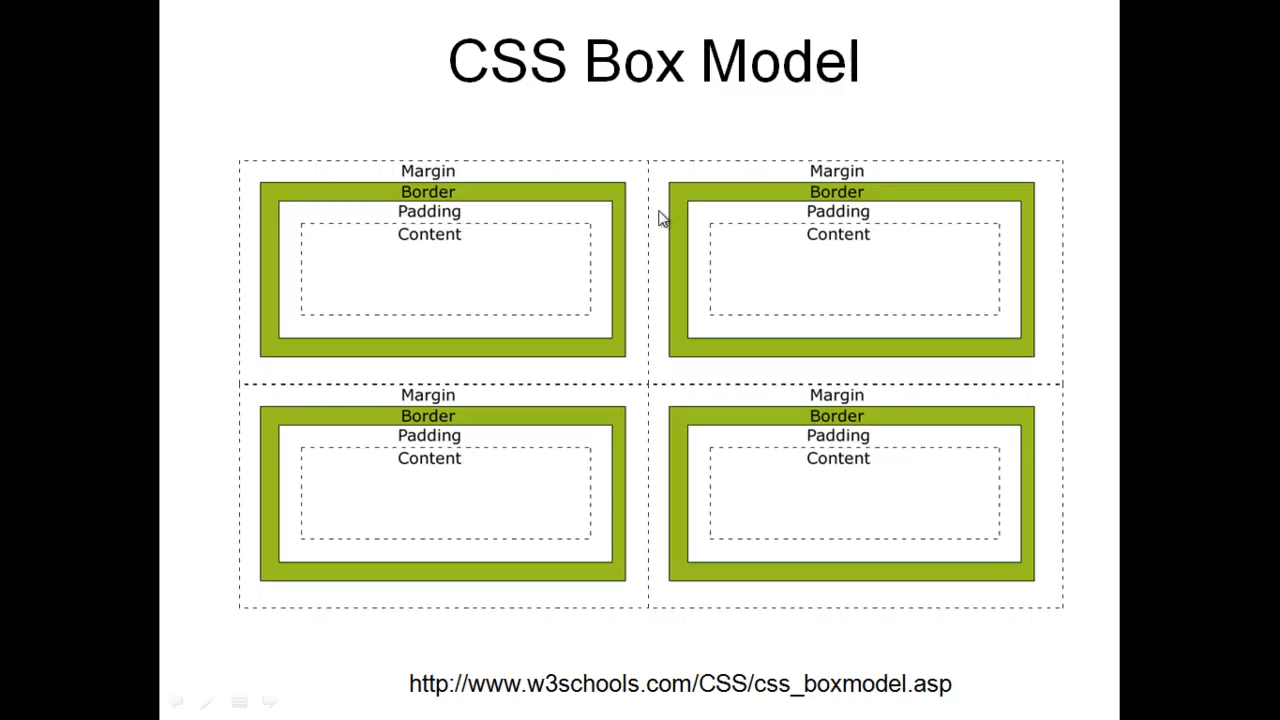 CSS Box Model
Margin
Border
Padding
Content
Margin
Border
Padding
Content
Margin
Border
Padding
Content
Margin
Border
Padding
Content
http://www.w3schools.com/CSS/css_boxmodel.asp